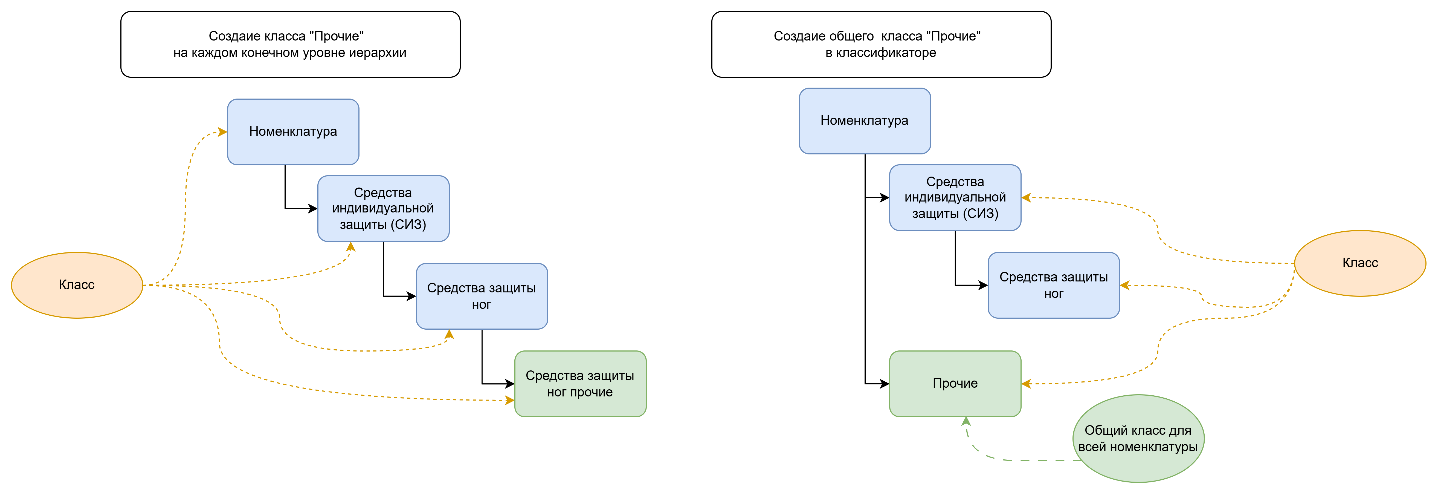 Создаие класса "Прочие"
на каждом конечном уровне иерархии
Номенклатура
Средства
индивидуальной
защиты (СИЗ)
Класс
Средства защиты
ног
Средства защиты
ног прочие
Создаие общего класса "Прочие"
в классификаторе
Номенклатура
Средства
индивидуальной
защиты (СИЗ)
Средства защиты
ног
Класс
Прочие
Общий класс для
всей номенклатуры